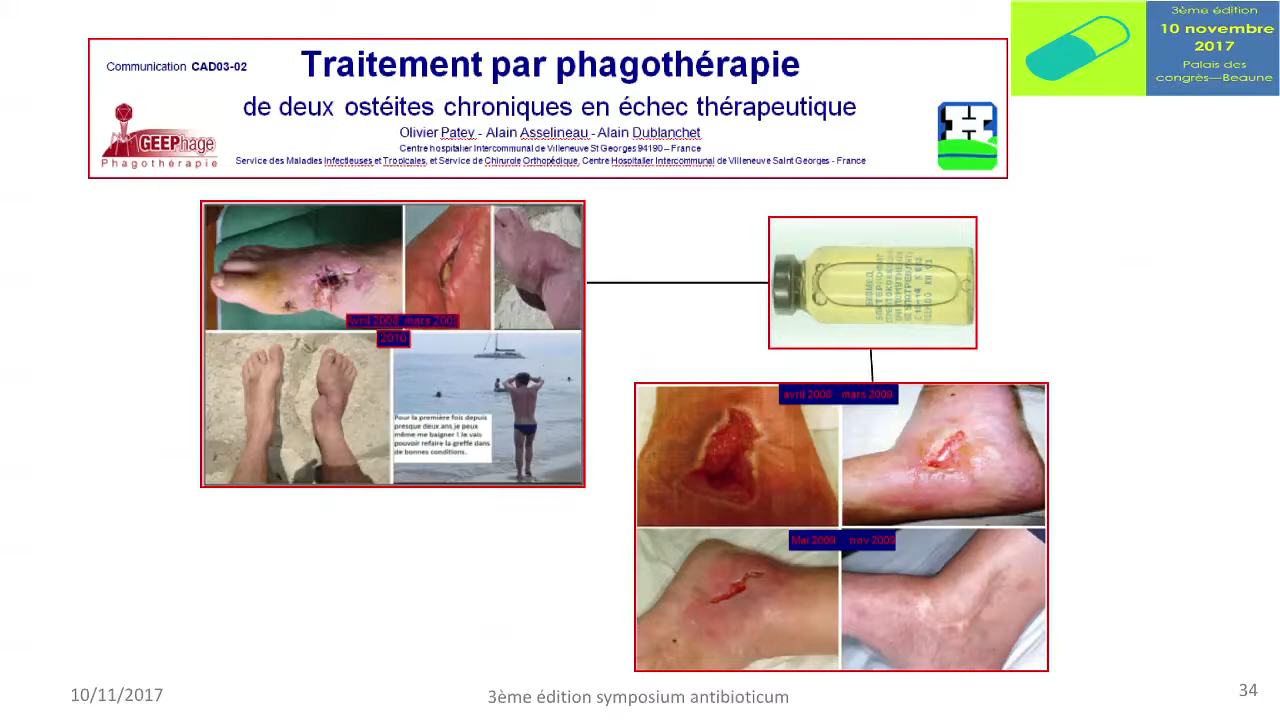 3ème édition
10 novembre
2017
Palais des
congrès—Beaune
Communication CAD03-02
Traitement par phagothérapie
de deux ostéites chroniques en échec thérapeutique
Olivier Patey - Alain Asselineau - Alain Dublanchet
Centre hospitalier Intercommunal de Villeneuve St Georges 94190 – France
Service des Maladies Infectieuses et Tropicales, et Service de Chirurgie Orthopédique, Centre Hospitalier Intercommunal de Villeneuve Saint Georges - France
GEEPhage
Phagothérapie
mars
2010
Pour la première fois depuis
presque deux ans je peux
même me baigner ! Je vais
pouvoir refaire la greffe dans
de bonnes conditions.
avril 2008 mars 2009
Mai 2009 nov 2009
10/11/2017
3ème édition symposium antibioticum
34